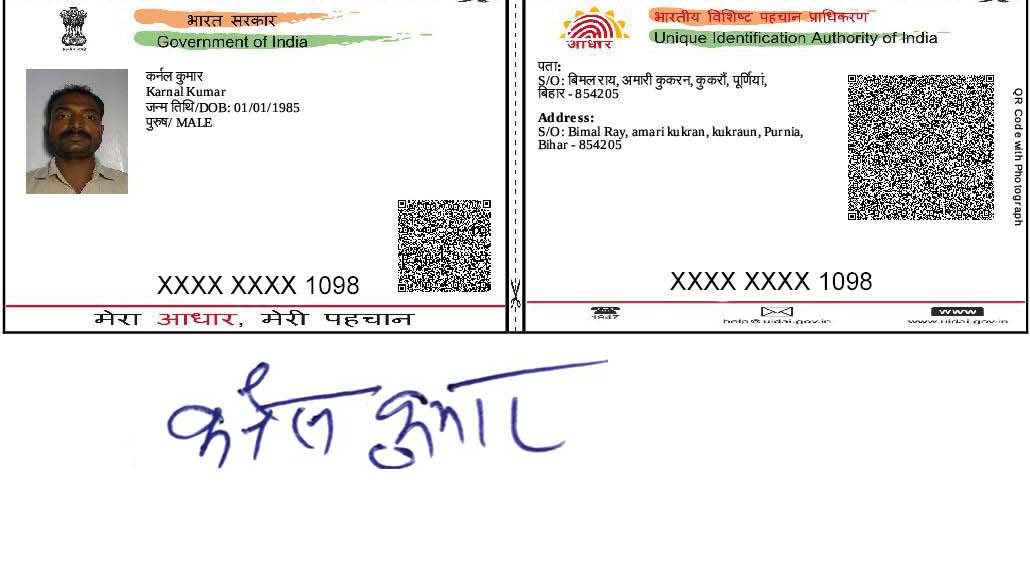 भारत सरकार
Government of India
कर्नल कुमार
Karnal Kumar
जन्म तिथि/DOB: 01/01/1985
पुरुष/ MALE
XXXX XXXX 1098
मेरा आधार, मेरी पहचान
भारतीय विशिष्ट पहचान प्राधिकरण
Unique Identification Authority of India
आधार
पता:
S/O: बिमल राय, अमारी कुकरन, कुकरौं, पूर्णियां,
बिहार - 854205
Address:
S/O: Bimal Ray, amari kukran, kukraun, Purnia,
Bihar - 854205
QR Code with Photograph
XXXX XXXX 1098
1947
help@uidai.gov.in
www
www.uidai.gov.in
कर्नल कुमार